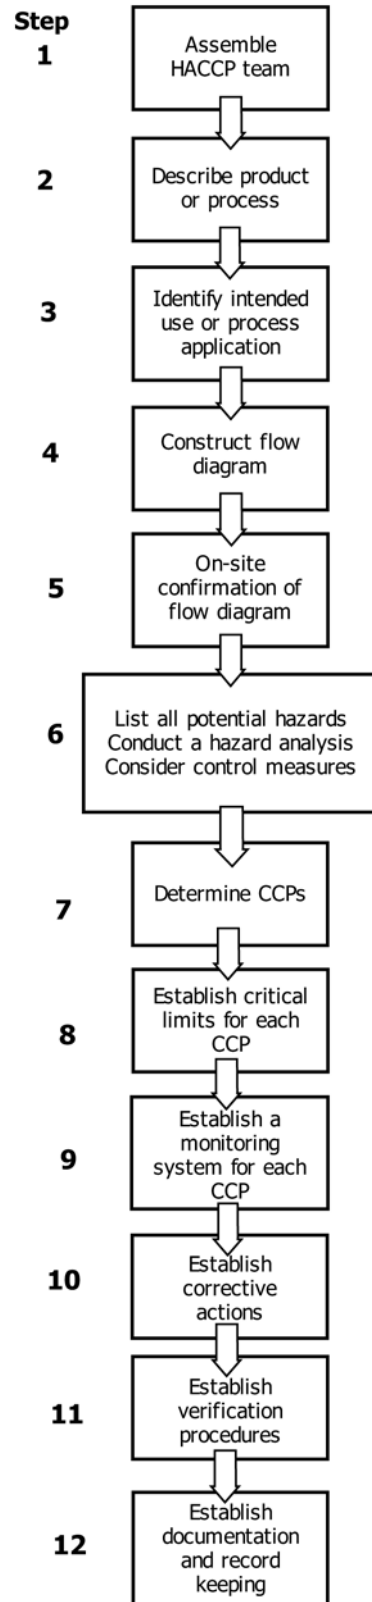 Step
1
Assemble
HACCP team
2
Describe product
or process
3
Identify intended
use or process
application
4
Construct flow
diagram
5
On-site
confirmation of
flow diagram
6
List all potential hazards
Conduct a hazard analysis
Consider control measures
7
Determine CCPs
8
Establish critical
limits for each
CCP
9
Establish a
monitoring
system for each
CCP
10
Establish
corrective
actions
11
Establish
verification
procedures
12
Establish
documentation
and record
keeping